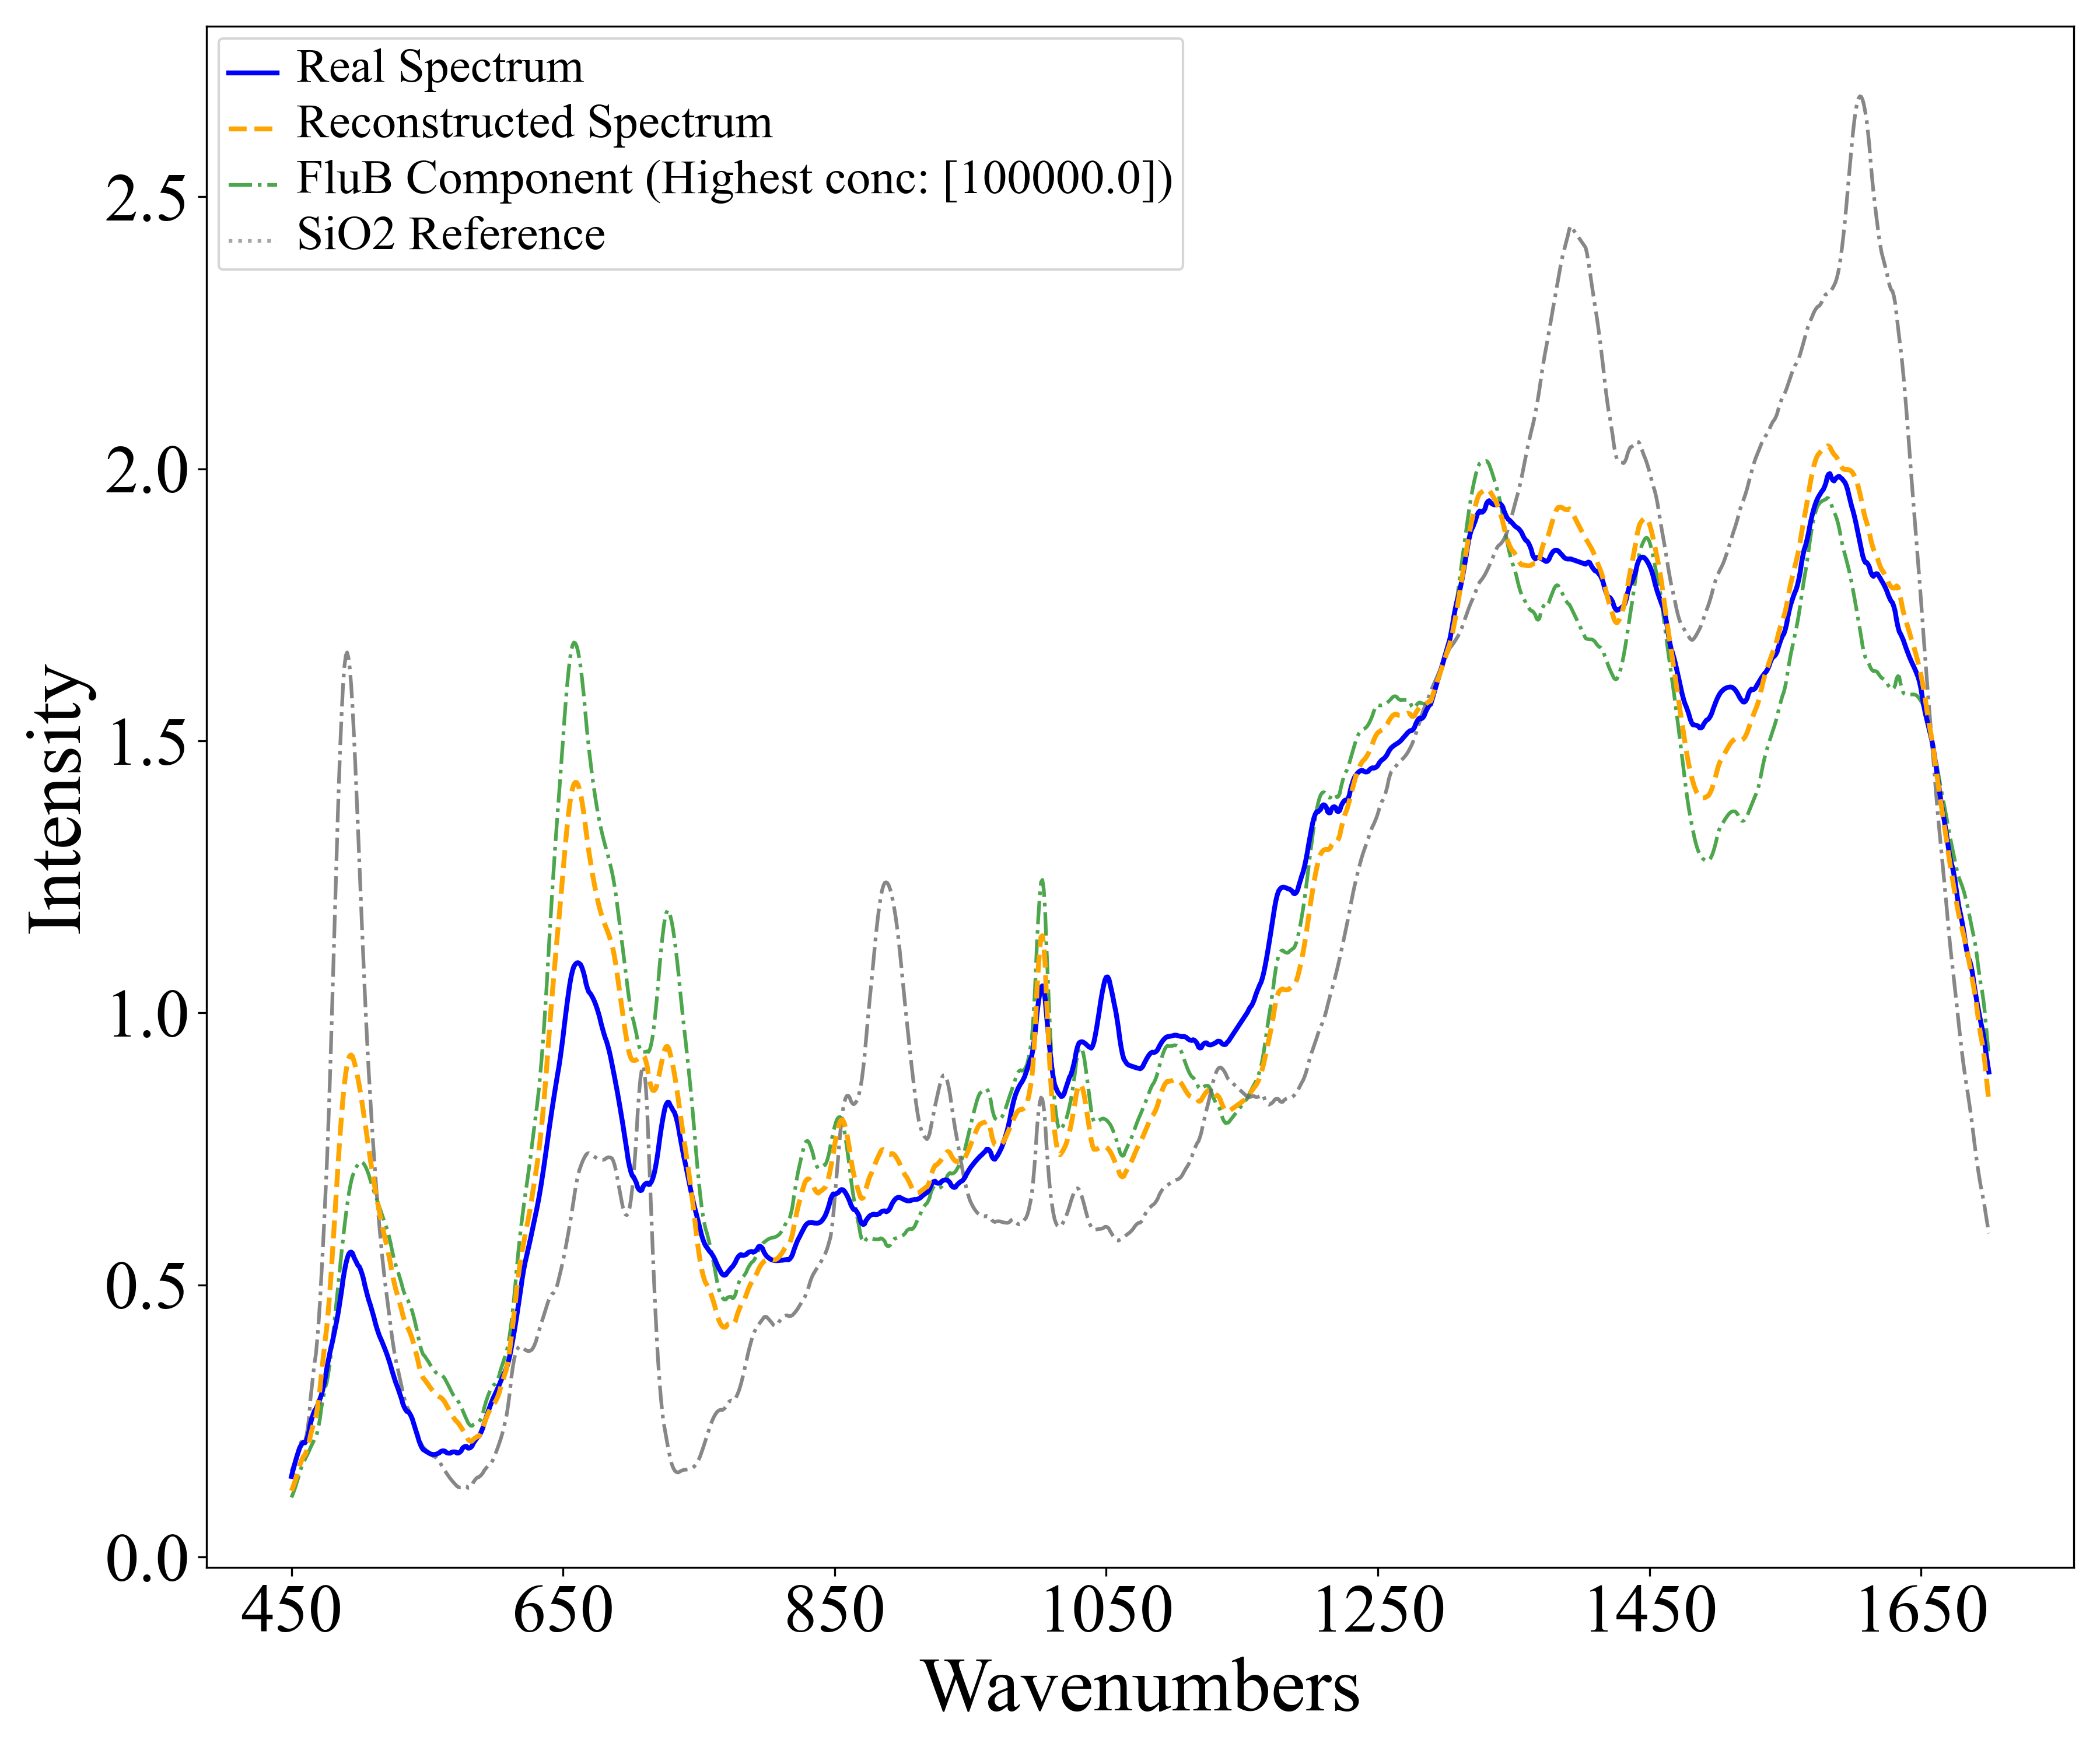 Real Spectrum
Reconstructed Spectrum
FluB Component (Highest conc: [100000.0])
SiO2 Reference
Intensity
2.5
2.0
1.5
1.0
0.5
0.0
450 650 850 1050 1250 1450 1650
Wavenumbers